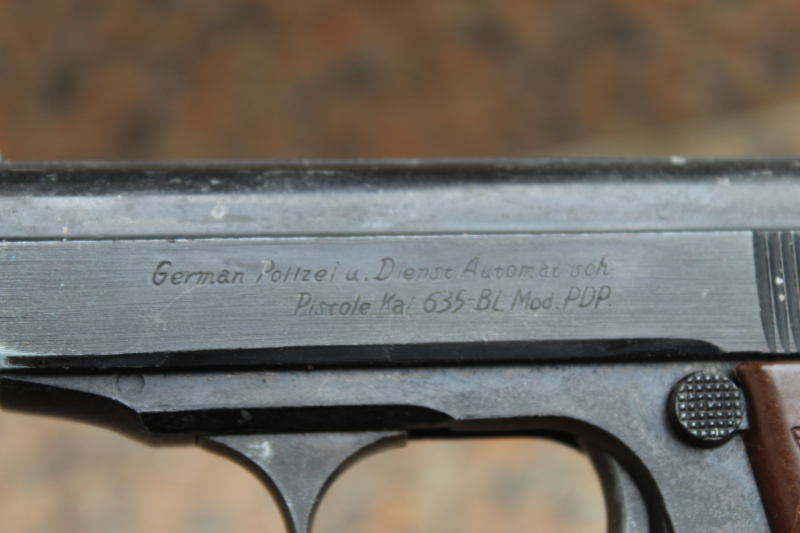 German Polizei u. Dienst Automatisch
Pistole Kal 635-BL Mod. PDP.